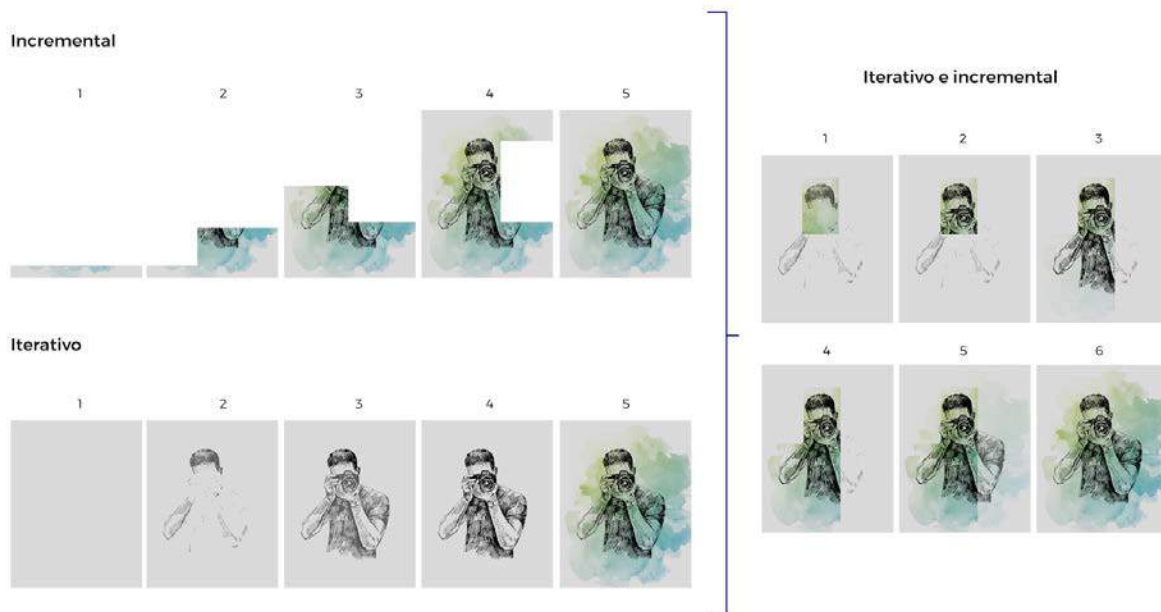 Incremental
1 2 3 4 5
Iterativo
1 2 3 4 5
Iterativo e incremental
1 2 3
4 5 6